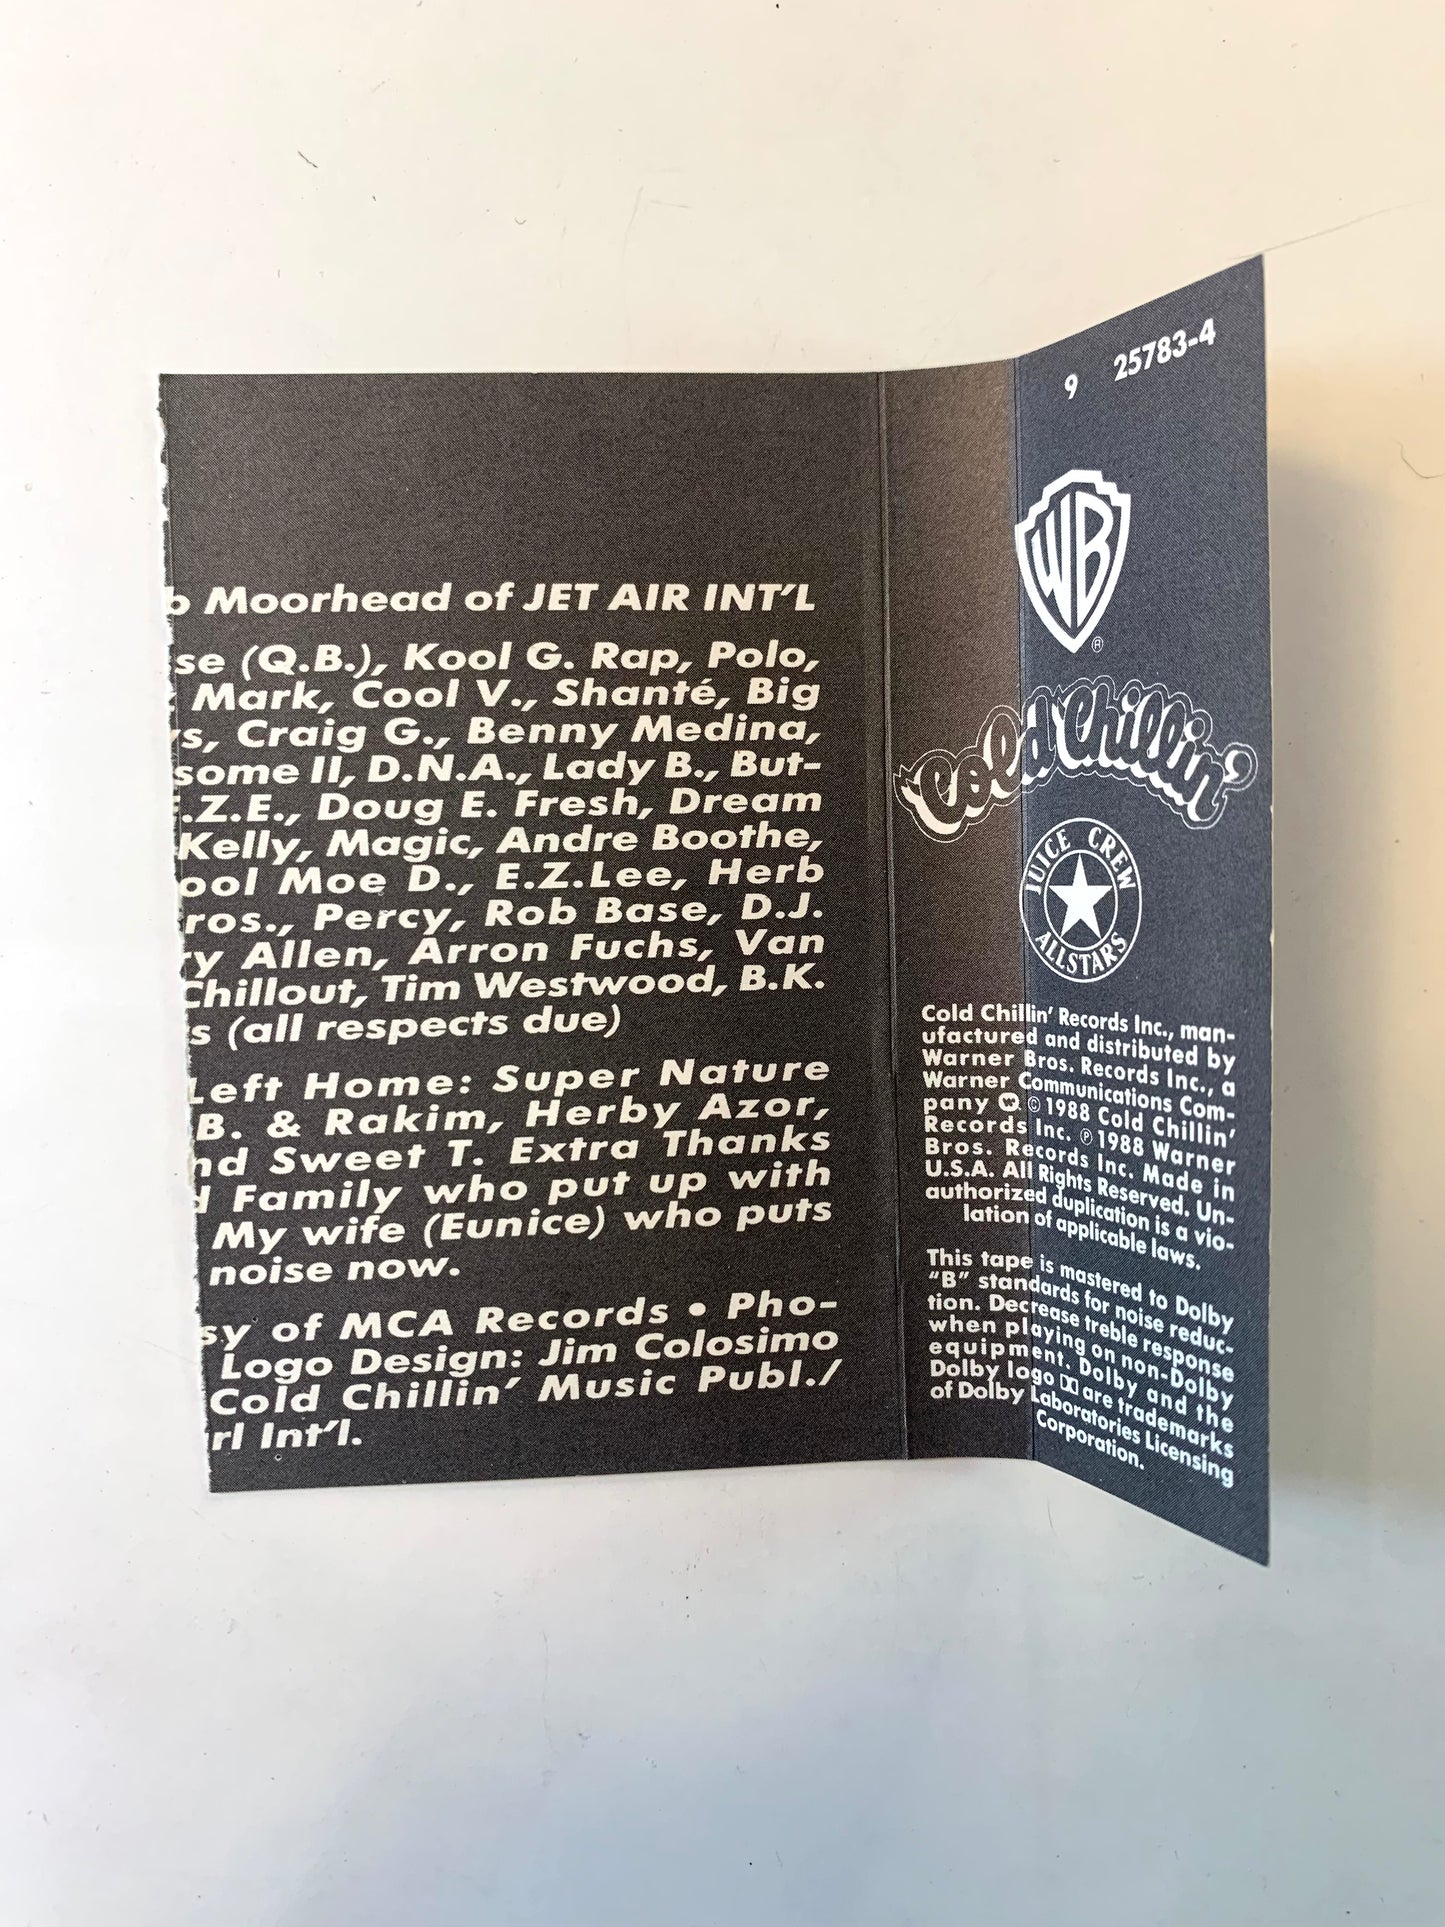 Moorhead of JET AIR INT'L
se (Q.B.), Kool G. Rap, Polo,
Mark, Cool V., Shanté, Big
s, Craig G., Benny Medina,
some II, D.N.A., Lady B., But-
.Z.E., Doug E. Fresh, Dream
Kelly, Magic, Andre Boothe,
ool Moe D., E.Z.Lee, Herb
ros., Percy, Rob Base, D.J.
y Allen, Arron Fuchs, Van
Chillout, Tim Westwood, B.K.
s (all respects due)
Left Home: Super Nature
B. & Rakim, Herby Azor,
nd Sweet T. Extra Thanks
d Family who put up with
My wife (Eunice) who puts
noise now.
sy of MCA Records • Pho-
Logo Design: Jim Colosimo
Cold Chillin' Music Publ./
rl Int'l.
9 25783-4
WB
®
Cold Chillin'
JUICE CREW
ALLSTARS
Cold Chillin' Records Inc., man-
ufactured and distributed by
Warner Bros. Records Inc., a
Warner Communications Com-
pany © 1988 Cold Chillin'
Records Inc. ℗ 1988 Warner
Bros. Records Inc. Made in
U.S.A. All Rights Reserved. Un-
authorized duplication is a vio-
lation of applicable laws.
This tape is mastered to Dolby
"B" standards for noise reduc-
tion. Decrease treble response
when playing on non-Dolby
equipment. Dolby and the
Dolby logo are trademarks
of Dolby Laboratories Licensing
Corporation.